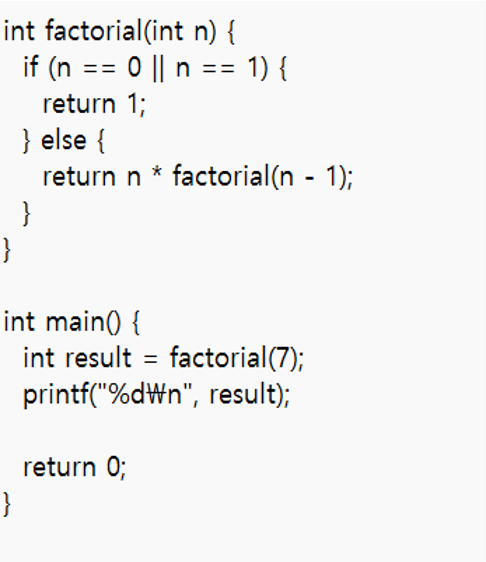 int factorial(int n) {
  if (n == 0 || n == 1) {
    return 1;
  } else {
    return n * factorial(n - 1);
  }
}

int main() {
  int result = factorial(7);
  printf("%d₩n", result);

  return 0;
}